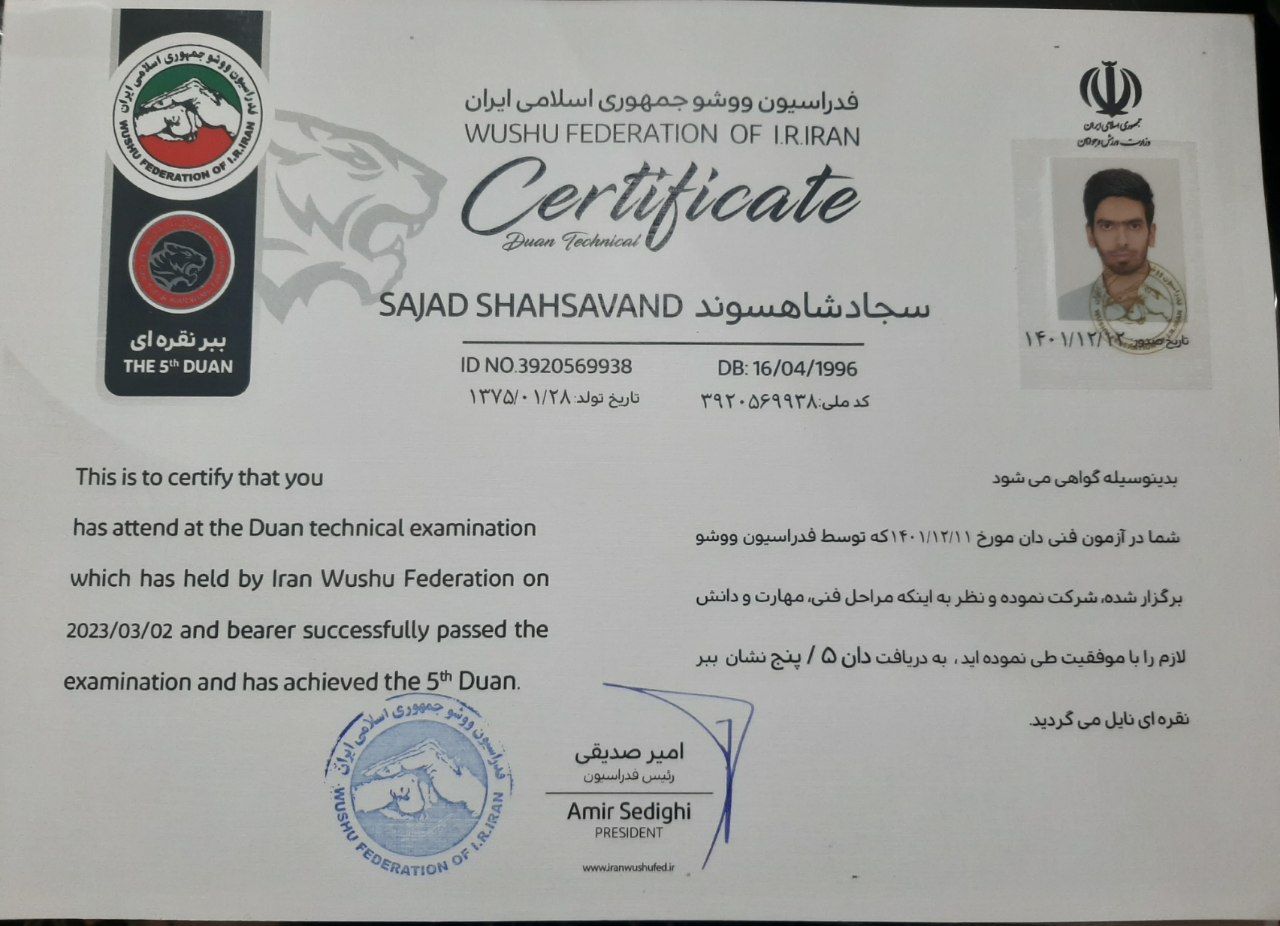 فدراسیون ووشو جمهوری اسلامی ایران
WUSHU FEDERATION OF I.R.IRAN
ببر نقره ای
THE 5th DUAN
فدراسیون ووشو جمهوری اسلامی ایران
WUSHU FEDERATION OF I.R.IRAN
Certificate
Duan Technical
جمهوری اسلامی ایران
وزارت ورزش و جوانان
تاریخ صدور: ۱۴۰۱/۱۲/۲۲
SAJAD SHAHSAVAND سجادشاهسوند
ID NO.3920569938 DB: 16/04/1996
تاریخ تولد: ۱۳۷۵/۰۱/۲۸ کد ملی: ۳۹۲۰۵۶۹۹۳۸
This is to certify that you
has attend at the Duan technical examination
which has held by Iran Wushu Federation on
2023/03/02 and bearer successfully passed the
examination and has achieved the 5th Duan.
بدینوسیله گواهی می شود
شما در آزمون فنی دان مورخ ۱۴۰۱/۱۲/۱۱ که توسط فدراسیون ووشو
برگزار شده، شرکت نموده و نظر به اینکه مراحل فنی، مهارت و دانش
لازم را با موفقیت طی نموده اید، به دریافت دان ۵ / پنج نشان ببر
نقره ای نایل می گردید.
فدراسیون ووشو جمهوری اسلامی ایران
WUSHU FEDERATION OF I.R.IRAN
امیر صدیقی
رئیس فدراسیون
Amir Sedighi
PRESIDENT
www.iranwushufed.ir